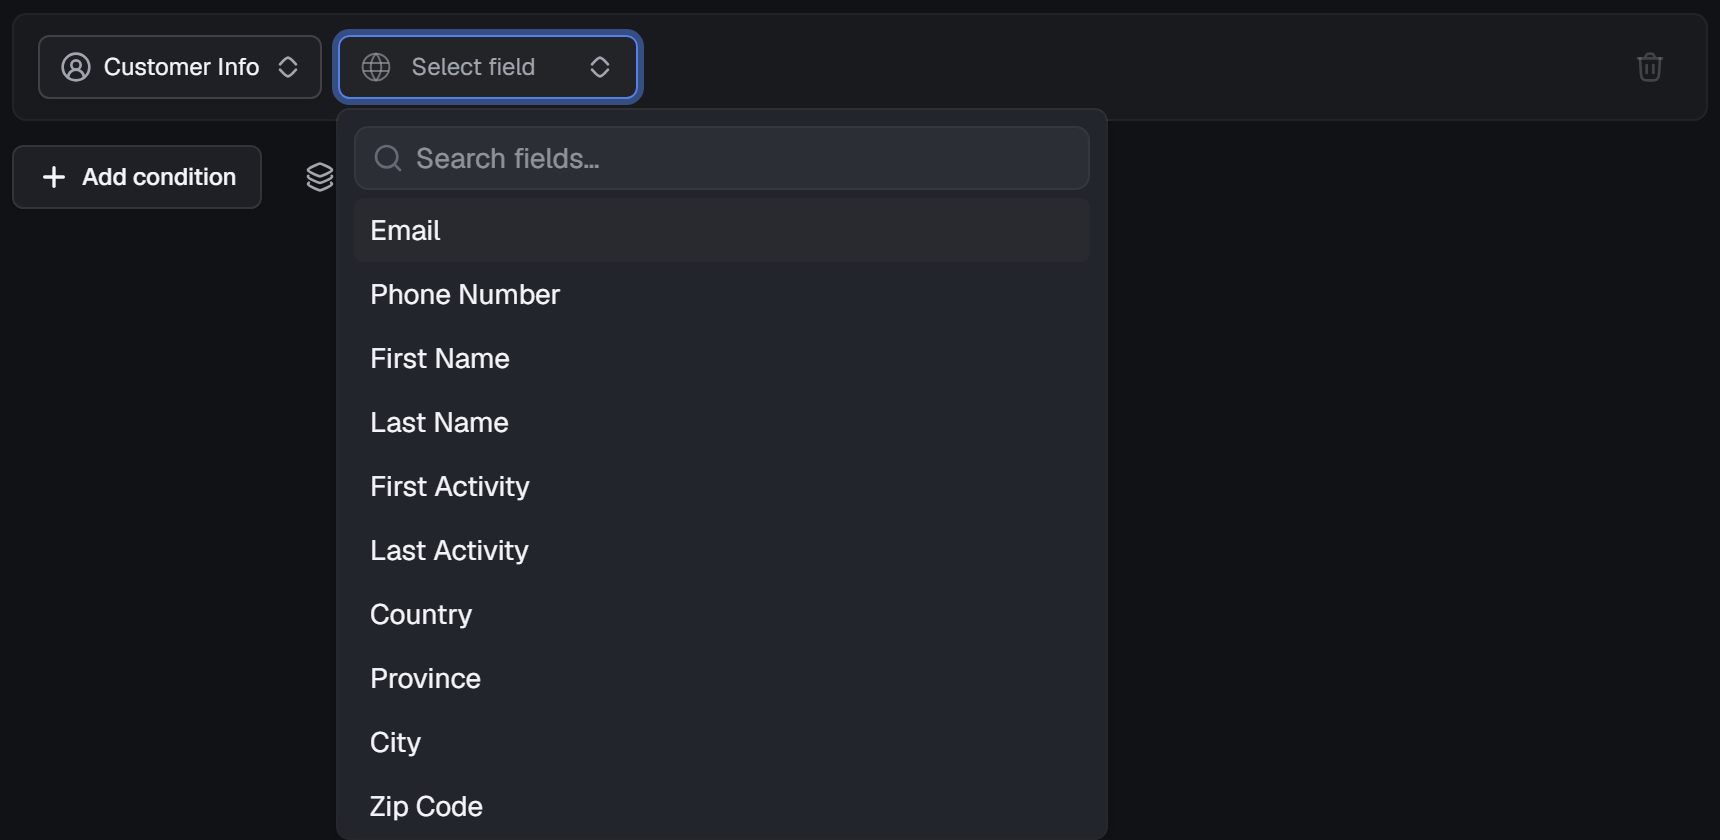 Customer Info
Select field
Add condition
Search fields...
Email
Phone Number
First Name
Last Name
First Activity
Last Activity
Country
Province
City
Zip Code